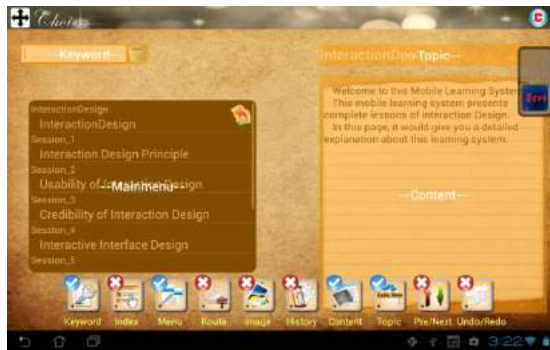 Choices
--Keyword--
InteractionDesign
InteractionDesign
Session_1
Interaction Design Principle
Session_2
Usability of Interaction Design
--Mainmenu--
Session_3
Credibility of Interaction Design
Session_4
Interactive Interface Design
Session_5
--Topic--
Welcome to this Mobile Learning System
This mobile learning system presents
complete lessons of interaction Design.
In this page, it would give you a detailed
explanation about this learning system.
--Content--
Keyword Index Menu Route Image History Content Topic Pre/Next Undo/Redo
3:22